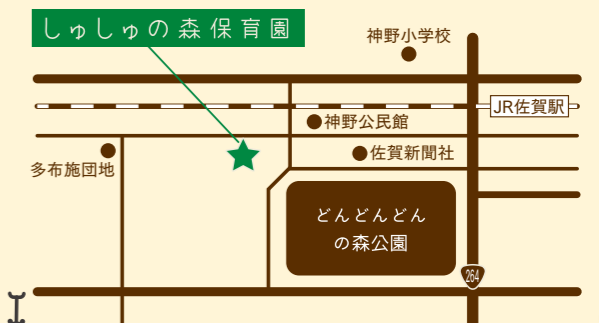 しゅしゅの森保育園
神野小学校
JR佐賀駅
神野公民館
佐賀新聞社
多布施団地
どんどんどん
の森公園
264